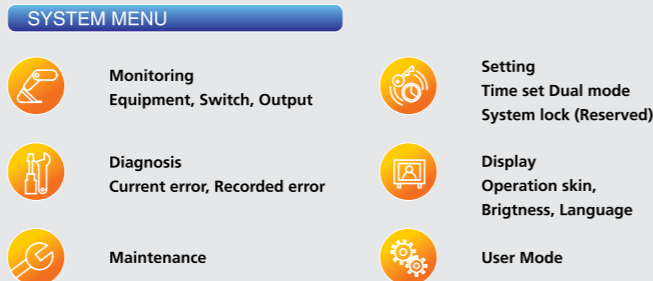 SYSTEM MENU
Monitoring
Equipment, Switch, Output
Setting
Time set Dual mode
System lock (Reserved)
Diagnosis
Current error, Recorded error
Display
Operation skin,
Brigtness, Language
Maintenance
User Mode